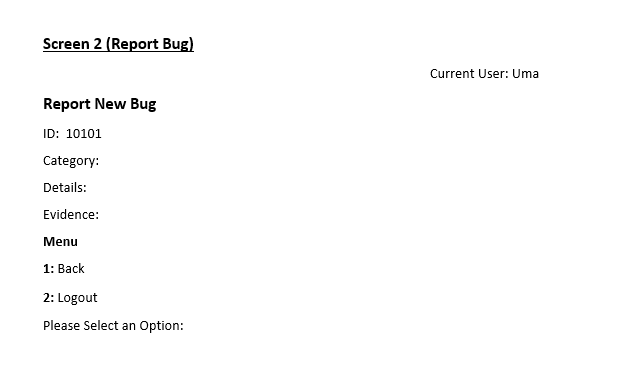 Screen 2 (Report Bug)
Current User: Uma
Report New Bug
ID:  10101
Category:
Details:
Evidence:
Menu
1: Back
2: Logout
Please Select an Option: